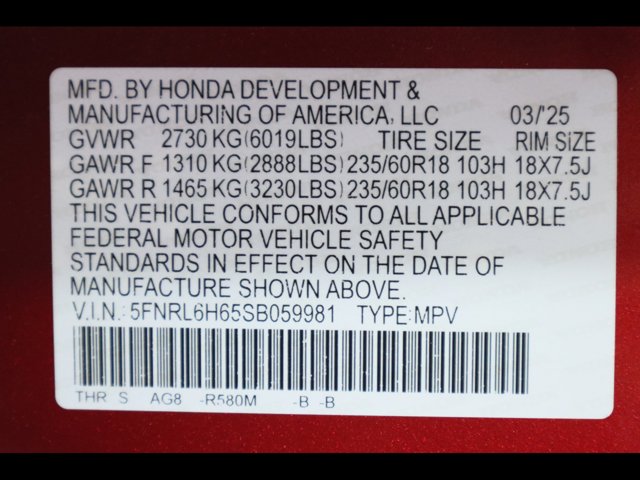 MFD. BY HONDA DEVELOPMENT &
MANUFACTURING OF AMERICA, LLC 03/'25
GVWR 2730 KG(6019LBS) TIRE SIZE RIM SIZE
GAWR F 1310 KG(2888LBS) 235/60R18 103H 18X7.5J
GAWR R 1465 KG(3230LBS) 235/60R18 103H 18X7.5J
THIS VEHICLE CONFORMS TO ALL APPLICABLE
FEDERAL MOTOR VEHICLE SAFETY
STANDARDS IN EFFECT ON THE DATE OF
MANUFACTURE SHOWN ABOVE.
V.I.N.: 5FNRL6H65SB059981 TYPE:MPV
THR S AG8 -R580M -B -B